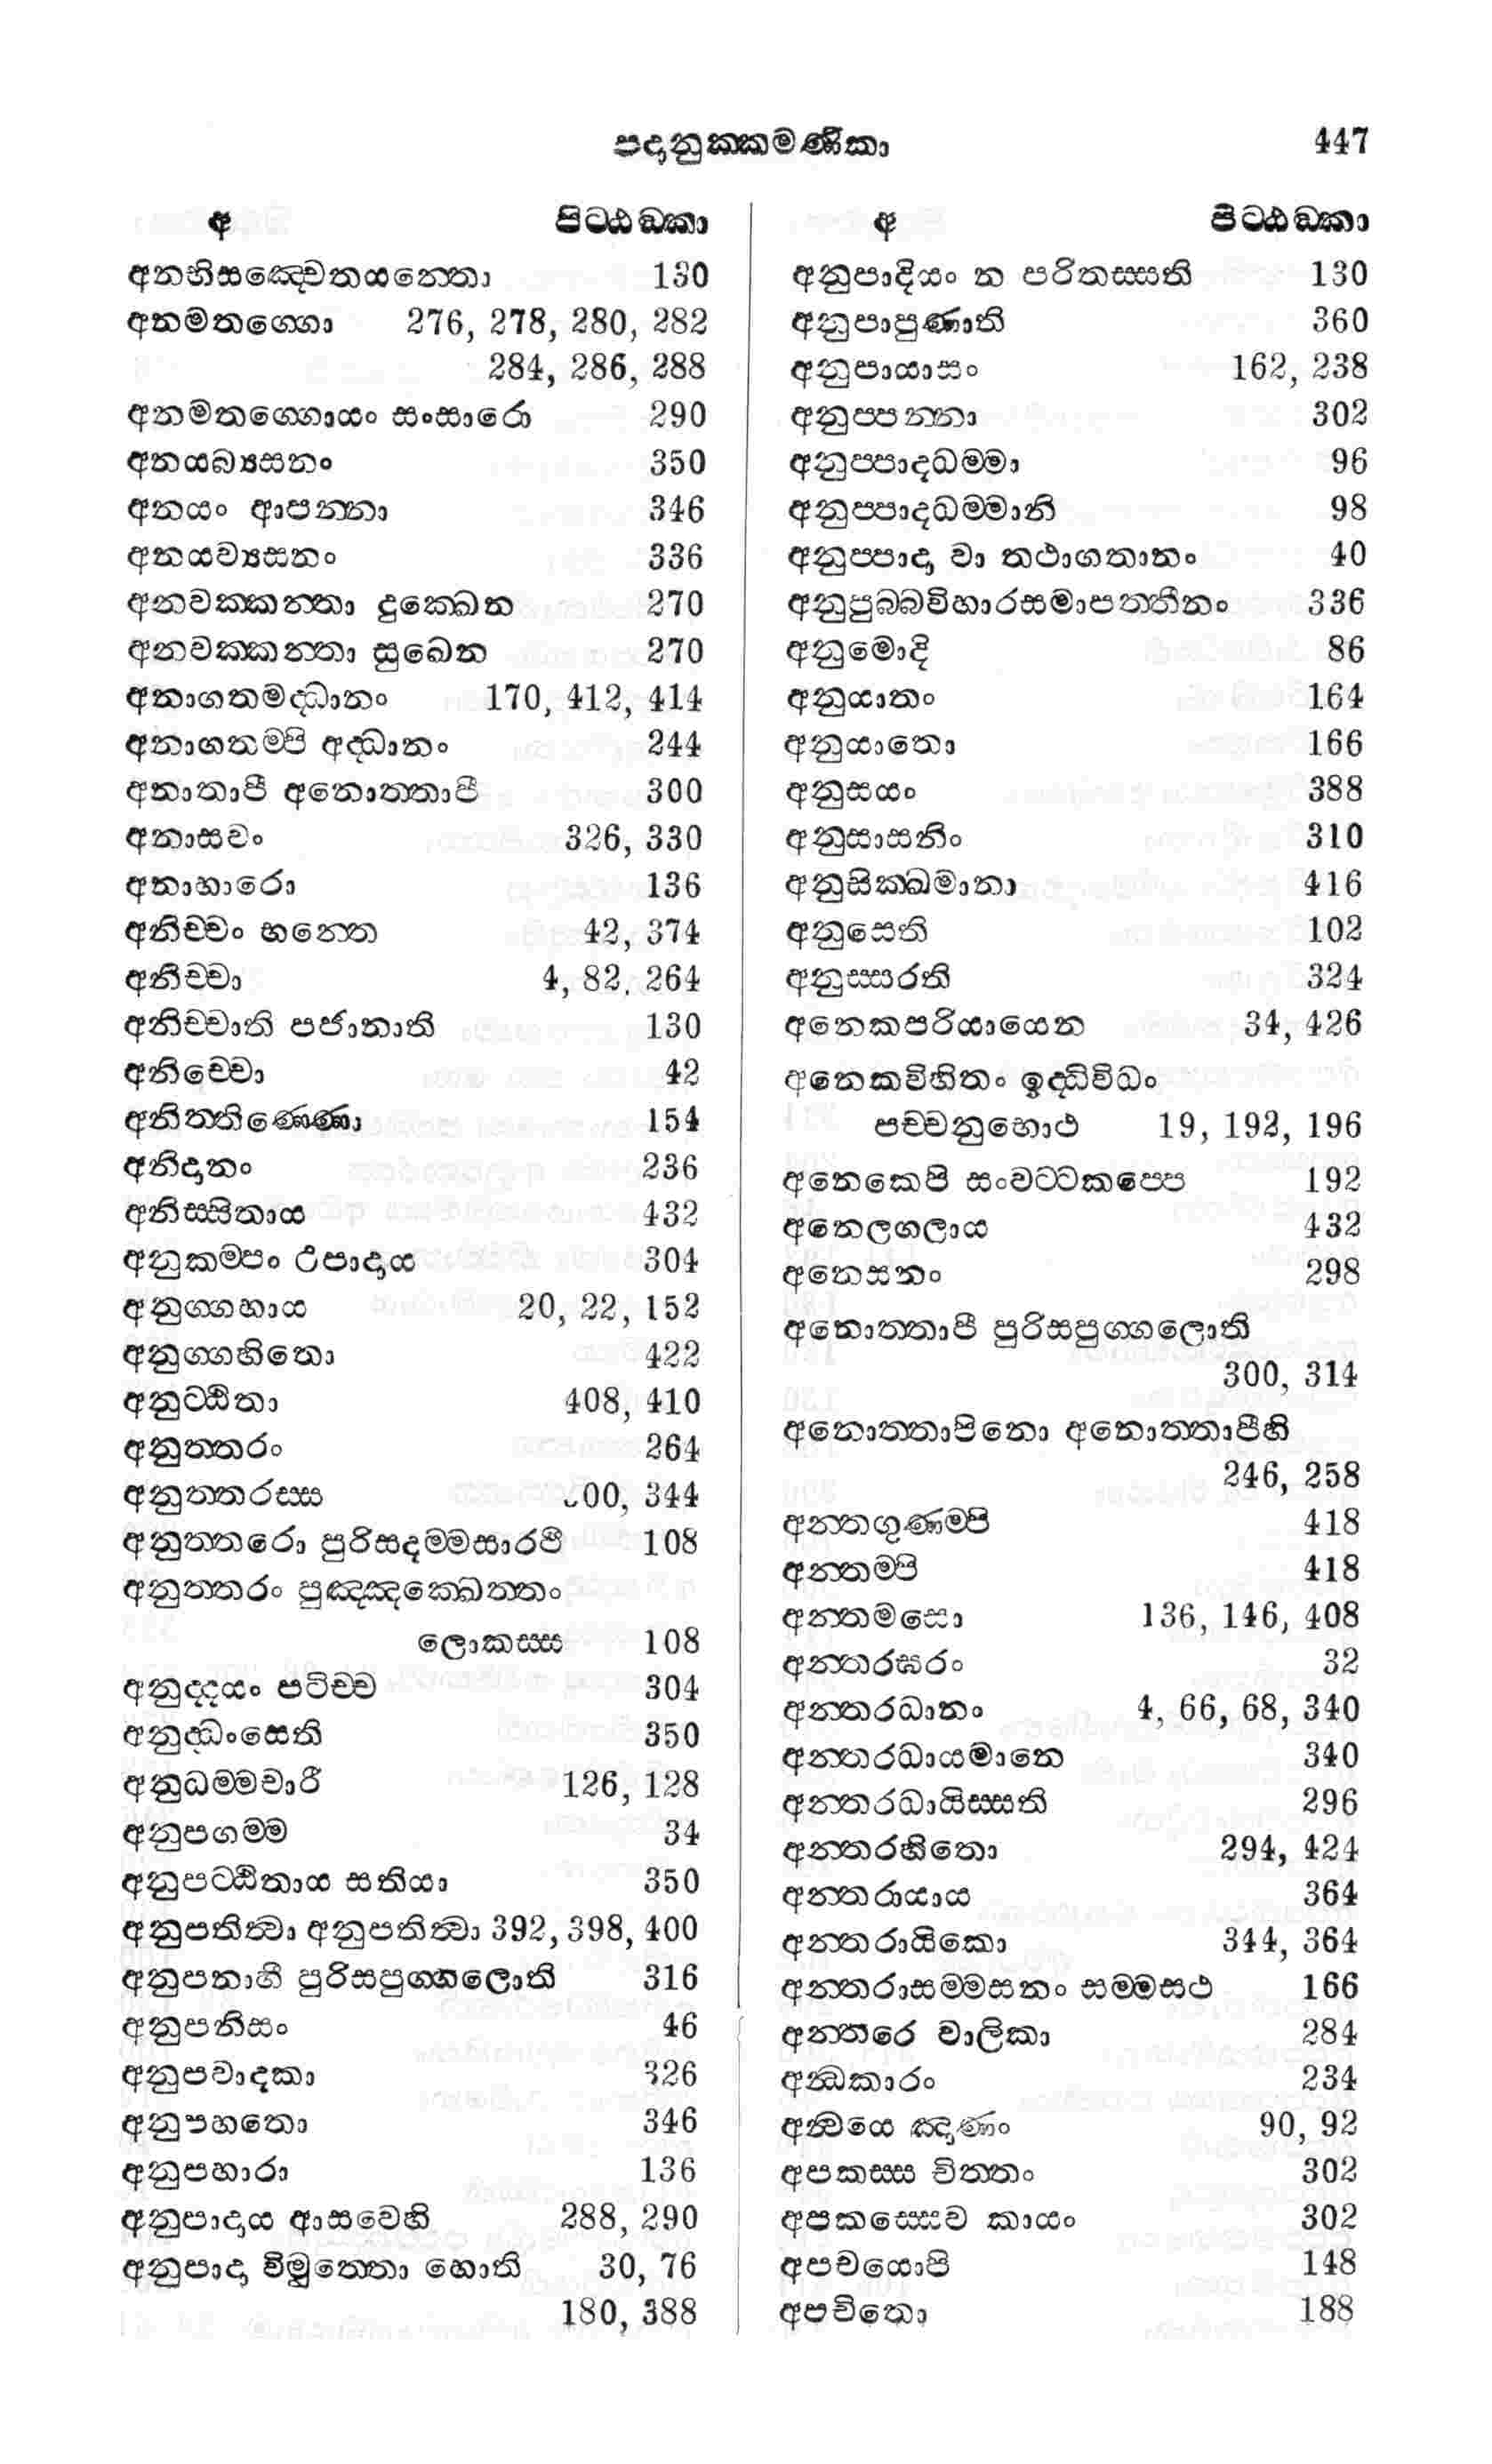 පදානුක්කමණිකා 447
අ පිට්ඨඞ්කා
අනභිසඤ්චෙතයන්තො 130
අනමතග්ගො 276, 278, 280, 282
284, 286, 288
අනමතග්ගොයං සංසාරො 290
අනයබ්‍යසනං 350
අනයං ආපන්නා 346
අනයව්‍යසනං 336
අනවක්කන්තා දුක්ඛෙන 270
අනවක්කන්තා සුඛෙන 270
අනාගතමද්ධානං 170, 412, 414
අනාගතම්පි අද්ධානං 244
අනාතාපී අනොත්තාපී 300
අනාසවං 326, 330
අනාහාරො 136
අනිච්චං භන්තෙ 42, 374
අනිච්චා 4, 82, 264
අනිච්චාති පජානාති 130
අනිච්චො 42
අනිත්තිණ්ණො 154
අනිදානං 236
අනිස්සිතාය 432
අනුකම්පං උපාදාය 304
අනුග්ගහාය 20, 22, 152
අනුග්ගහිතො 422
අනුට්ඨිතා 408, 410
අනුත්තරං 264
අනුත්තරස්ස 00, 344
අනුත්තරො පුරිසදම්මසාරථි 108
අනුත්තරං පුඤ්ඤක්ඛෙත්තං
ලොකස්ස 108
අනුද්දයං පටිච්ච 304
අනුද්ධංසෙති 350
අනුධම්මචාරී 126, 128
අනුපගම්ම 34
අනුපට්ඨිතාය සතියා 350
අනුපතිත්‍වා අනුපතිත්‍වා 392, 398, 400
අනුපනාහී පුරිසපුග්ගලොති 316
අනුපනිසං 46
අනුපවාදකා 326
අනුපහතො 346
අනුපහාරා 136
අනුපාදාය ආසවෙහි 288, 290
අනුපාදා විමුත්තො හොති 30, 76
180, 388
අ පිට්ඨඞ්කා
අනුපාදියං න පරිතස්සති 130
අනුපාපුණාති 360
අනුපායාසං 162, 238
අනුප්පන්නා 302
අනුප්පාදධම්මා 96
අනුප්පාදධම්මානි 98
අනුප්පාදා වා තථාගතානං 40
අනුපුබ්බවිහාරසමාපත්තීනං 336
අනුමොදි 86
අනුයාතං 164
අනුයාතො 166
අනුසයං 388
අනුසාසනිං 310
අනුසික්ඛමානා 416
අනුසෙති 102
අනුස්සරති 324
අනෙකපරියායෙන 34, 426
අනෙකවිහිතං ඉද්ධිවිධං
පච්චනුභොථ 19, 192, 196
අනෙකෙපි සංවට්ටකප්පෙ 192
අනෙලගලාය 432
අනෙසනං 298
අනොත්තාපී පුරිසපුග්ගලොති
300, 314
අනොත්තාපිනො අනොත්තාපීහි
246, 258
අන්තගුණම්පි 418
අන්තම්පි 418
අන්තමසො 136, 146, 408
අන්තරඝරං 32
අන්තරධානං 4, 66, 68, 340
අන්තරධායමානෙ 340
අන්තරධායිස්සති 296
අන්තරහිතො 294, 424
අන්තරායාය 364
අන්තරායිකො 344, 364
අන්තරාසම්මසනං සම්මසථ 166
අන්තරෙ වාලිකා 284
අන්ධකාරං 234
අන්‍වයෙ ඤාණං 90, 92
අපකස්ස චිත්තං 302
අපකස්සෙව කායං 302
අපචයොපි 148
අපචිතො 188